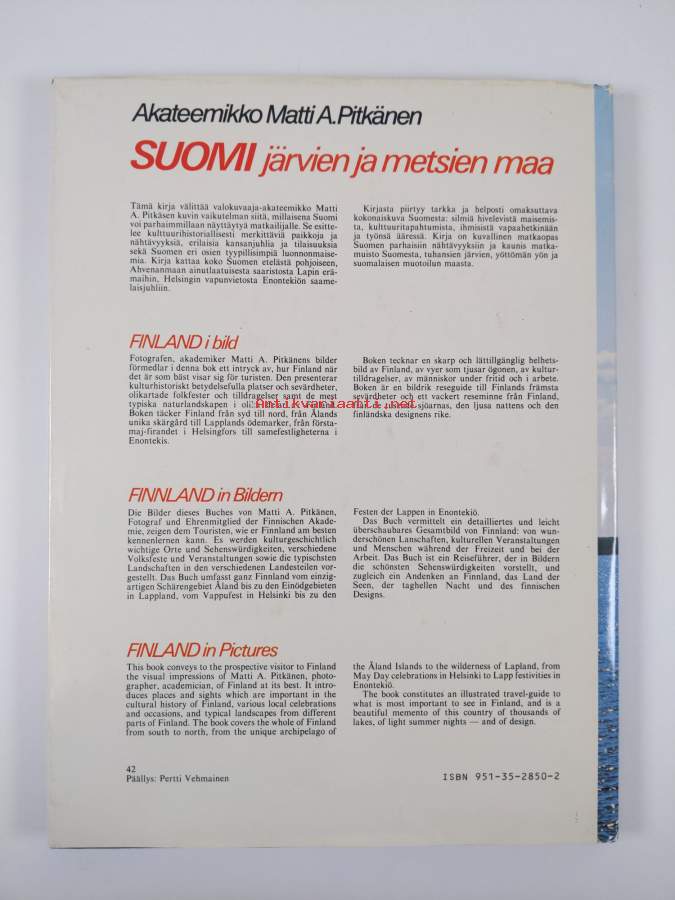 Akateemikko Matti A. Pitkänen
SUOMI järvien ja metsien maa
Tämä kirja välittää valokuvaaja-akateemikko Matti
A. Pitkäsen kuvin vaikutelman siitä, millaisena Suomi
voi parhaimmillaan näyttäytyä matkailijalle. Se esitte-
lee kulttuurihistoriallisesti merkittäviä paikkoja ja
nähtävyyksiä, erilaisia kansanjuhlia ja tilaisuuksia
sekä Suomen eri osien tyypillisimpiä luonnonmaise-
mia. Kirja kattaa koko Suomen etelästä pohjoiseen,
Ahvenanmaan ainutlaatuisesta saaristosta Lapin erä-
maihin, Helsingin vapunvietosta Enontekiön saame-
laisjuhliin.
Kirjasta piirtyy tarkka ja helposti omaksuttava
kokonaiskuva Suomesta: silmiä hivelevistä maisemis-
ta, kulttuuritapahtumista, ihmisistä vapaahetkinään
ja työnsä ääressä. Kirja on kuvallinen matkaopas
Suomen parhaisiin nähtävyyksiin ja kaunis matka-
muisto Suomesta, tuhansien järvien, yöttömän yön ja
suomalaisen muotoilun maasta.
FINLAND i bild
Fotografen, akademiker Matti A. Pitkänens bilder
förmedlar i denna bok ett intryck av, hur Finland när
det är som bäst visar sig för turisten. Den presenterar
kulturhistoriskt betydelsefulla platser och sevärdheter,
olikartade folkfester och tilldragelser samt de mest
typiska naturlandskapen i olika delar av Finland.
Boken täcker Finland från syd till nord, från Ålands
unika skärgård till Lapplands ödemarker, från första-
maj-firandet i Helsingfors till samefestligheterna i
Enontekis.
Boken tecknar en skarp och lättillgänglig helhets-
bild av Finland, av vyer som tjusar ögonen, av kultur-
tilldragelser, av människor under fritid och i arbete.
Boken är en bildrik reseguide till Finlands främsta
sevärdheter och ett vackert reseminne från Finland,
från de tusende sjöarnas, den ljusa nattens och den
finländska designens rike.
Antikvariaatti.net
FINNLAND in Bildern
Die Bilder dieses Buches von Matti A. Pitkänen,
Fotograf und Ehrenmitglied der Finnischen Akade-
mie, zeigen dem Touristen, wie er Finnland am besten
kennenlernen kann. Es werden kulturgeschichtlich
wichtige Orte und Sehenswürdigkeiten, verschiedene
Volksfeste und Veranstaltungen sowie die typischsten
Landschaften in den verschiedenen Landesteilen vor-
gestellt. Das Buch umfasst ganz Finnland vom einzig-
artigen Schärengebiet Åland bis zu den Einödgebieten
in Lappland, vom Vappufest in Helsinki bis zu den
Festen der Lappen in Enontekiö.
Das Buch vermittelt ein detailliertes und leicht
überschaubares Gesamtbild von Finnland: von wun-
derschönen Lanschaften, kulturellen Veranstaltungen
und Menschen während der Freizeit und bei der
Arbeit. Das Buch ist ein Reiseführer, der in Bildern
die schönsten Sehenswürdigkeiten vorstellt, und
zugleich ein Andenken an Finnland, das Land der
Seen, der taghellen Nacht und des finnischen
Designs.
FINLAND in Pictures
This book conveys to the prospective visitor to Finland
the visual impressions of Matti A. Pitkänen, photo-
grapher, academician, of Finland at its best. It intro-
duces places and sights which are important in the
cultural history of Finland, various local celebrations
and occasions, and typical landscapes from different
parts of Finland. The book covers the whole of Finland
from south to north, from the unique archipelago of
the Åland Islands to the wilderness of Lapland, from
May Day celebrations in Helsinki to Lapp festivities in
Enontekiö.
The book constitutes an illustrated travel-guide to
what is most important to see in Finland, and is a
beautiful memento of this country of thousands of
lakes, of light summer nights — and of design.
42
Päällys: Pertti Vehmainen
ISBN 951-35-2850-2